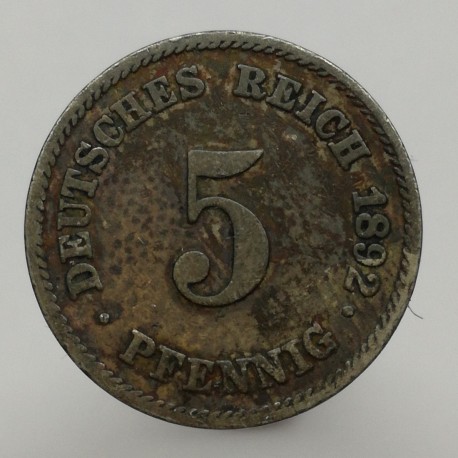 DEUTSCHES REICH 1892
5
PFENNIG